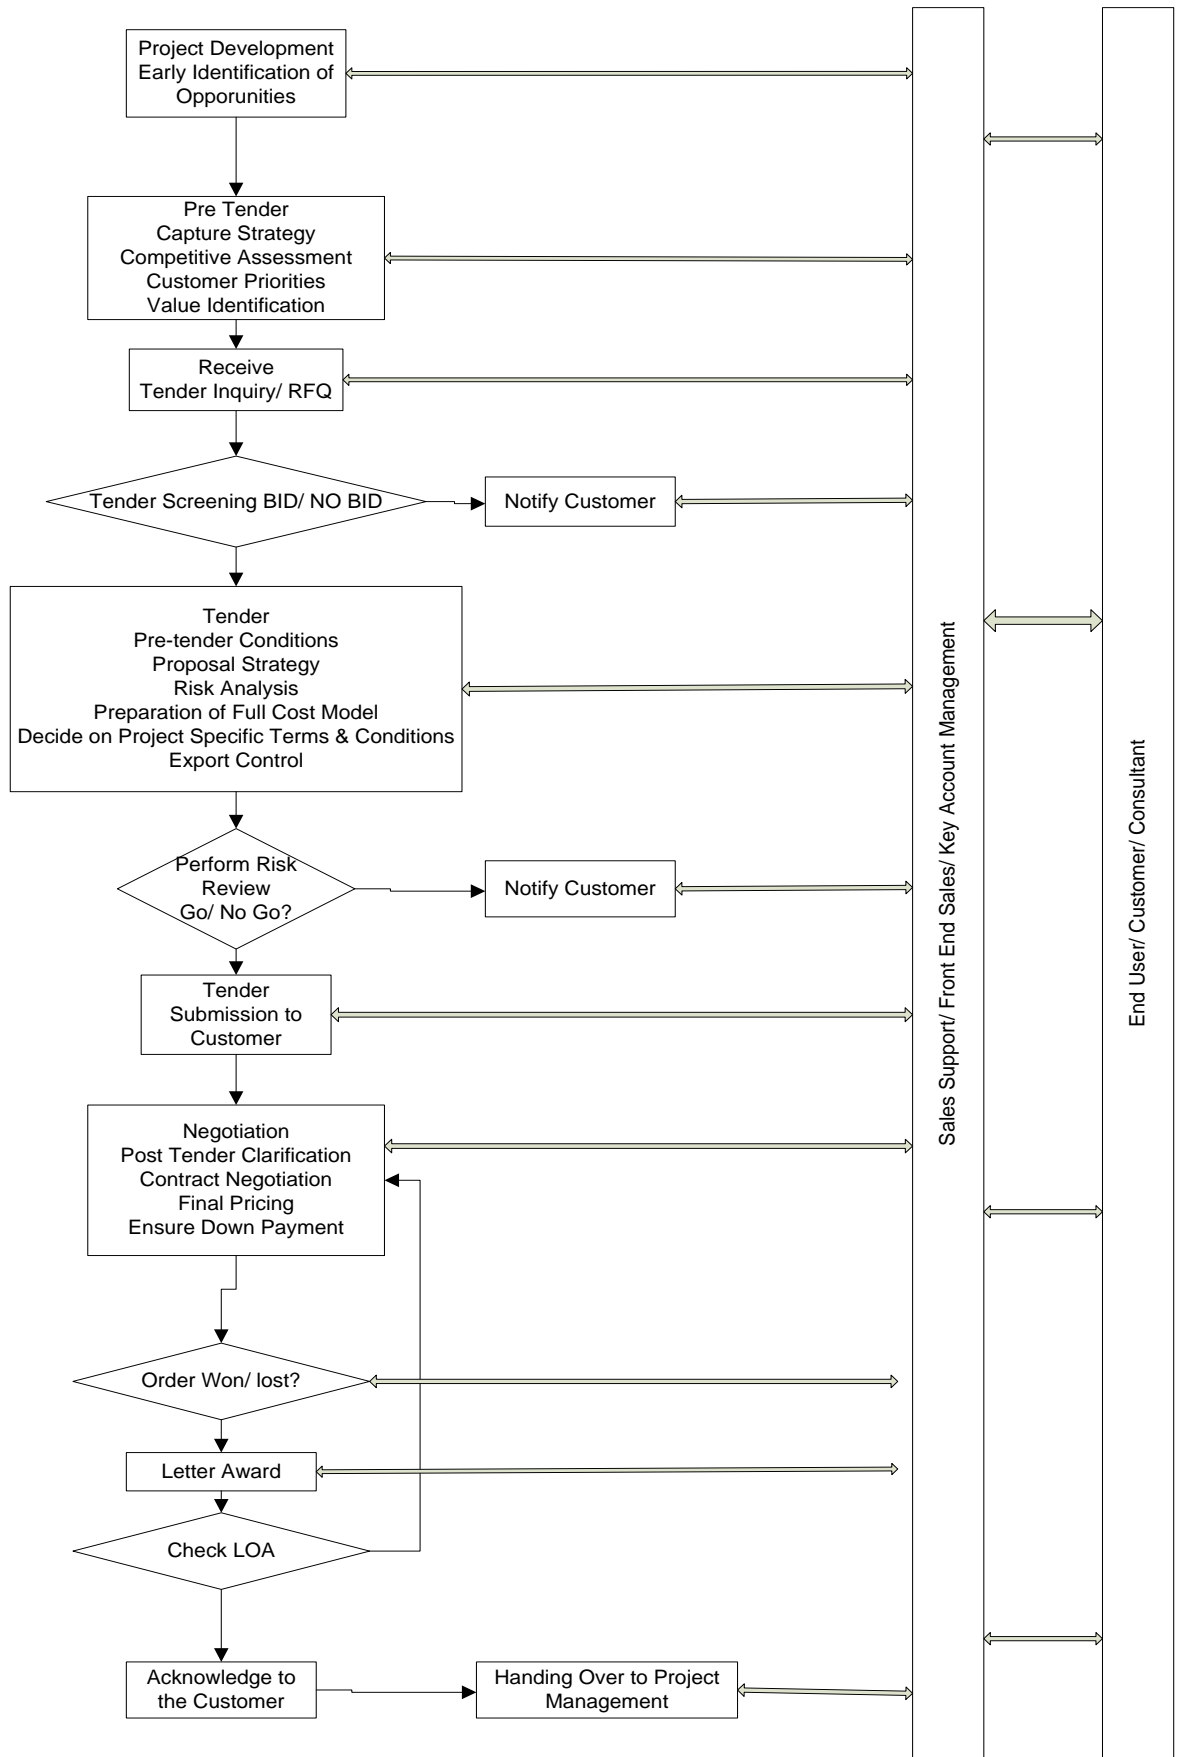 Project Development
Early Identification of
Opporunities
Pre Tender
Capture Strategy
Competitive Assessment
Customer Priorities
Value Identification
Receive
Tender Inquiry/ RFQ
Tender Screening BID/ NO BID
Notify Customer
Tender
Pre-tender Conditions
Proposal Strategy
Risk Analysis
Preparation of Full Cost Model
Decide on Project Specific Terms & Conditions
Export Control
Perform Risk
Review
Go/ No Go?
Notify Customer
Tender
Submission to
Customer
Negotiation
Post Tender Clarification
Contract Negotiation
Final Pricing
Ensure Down Payment
Order Won/ lost?
Letter Award
Check LOA
Acknowledge to
the Customer
Handing Over to Project
Management
Sales Support/ Front End Sales/ Key Account Management
End User/ Customer/ Consultant